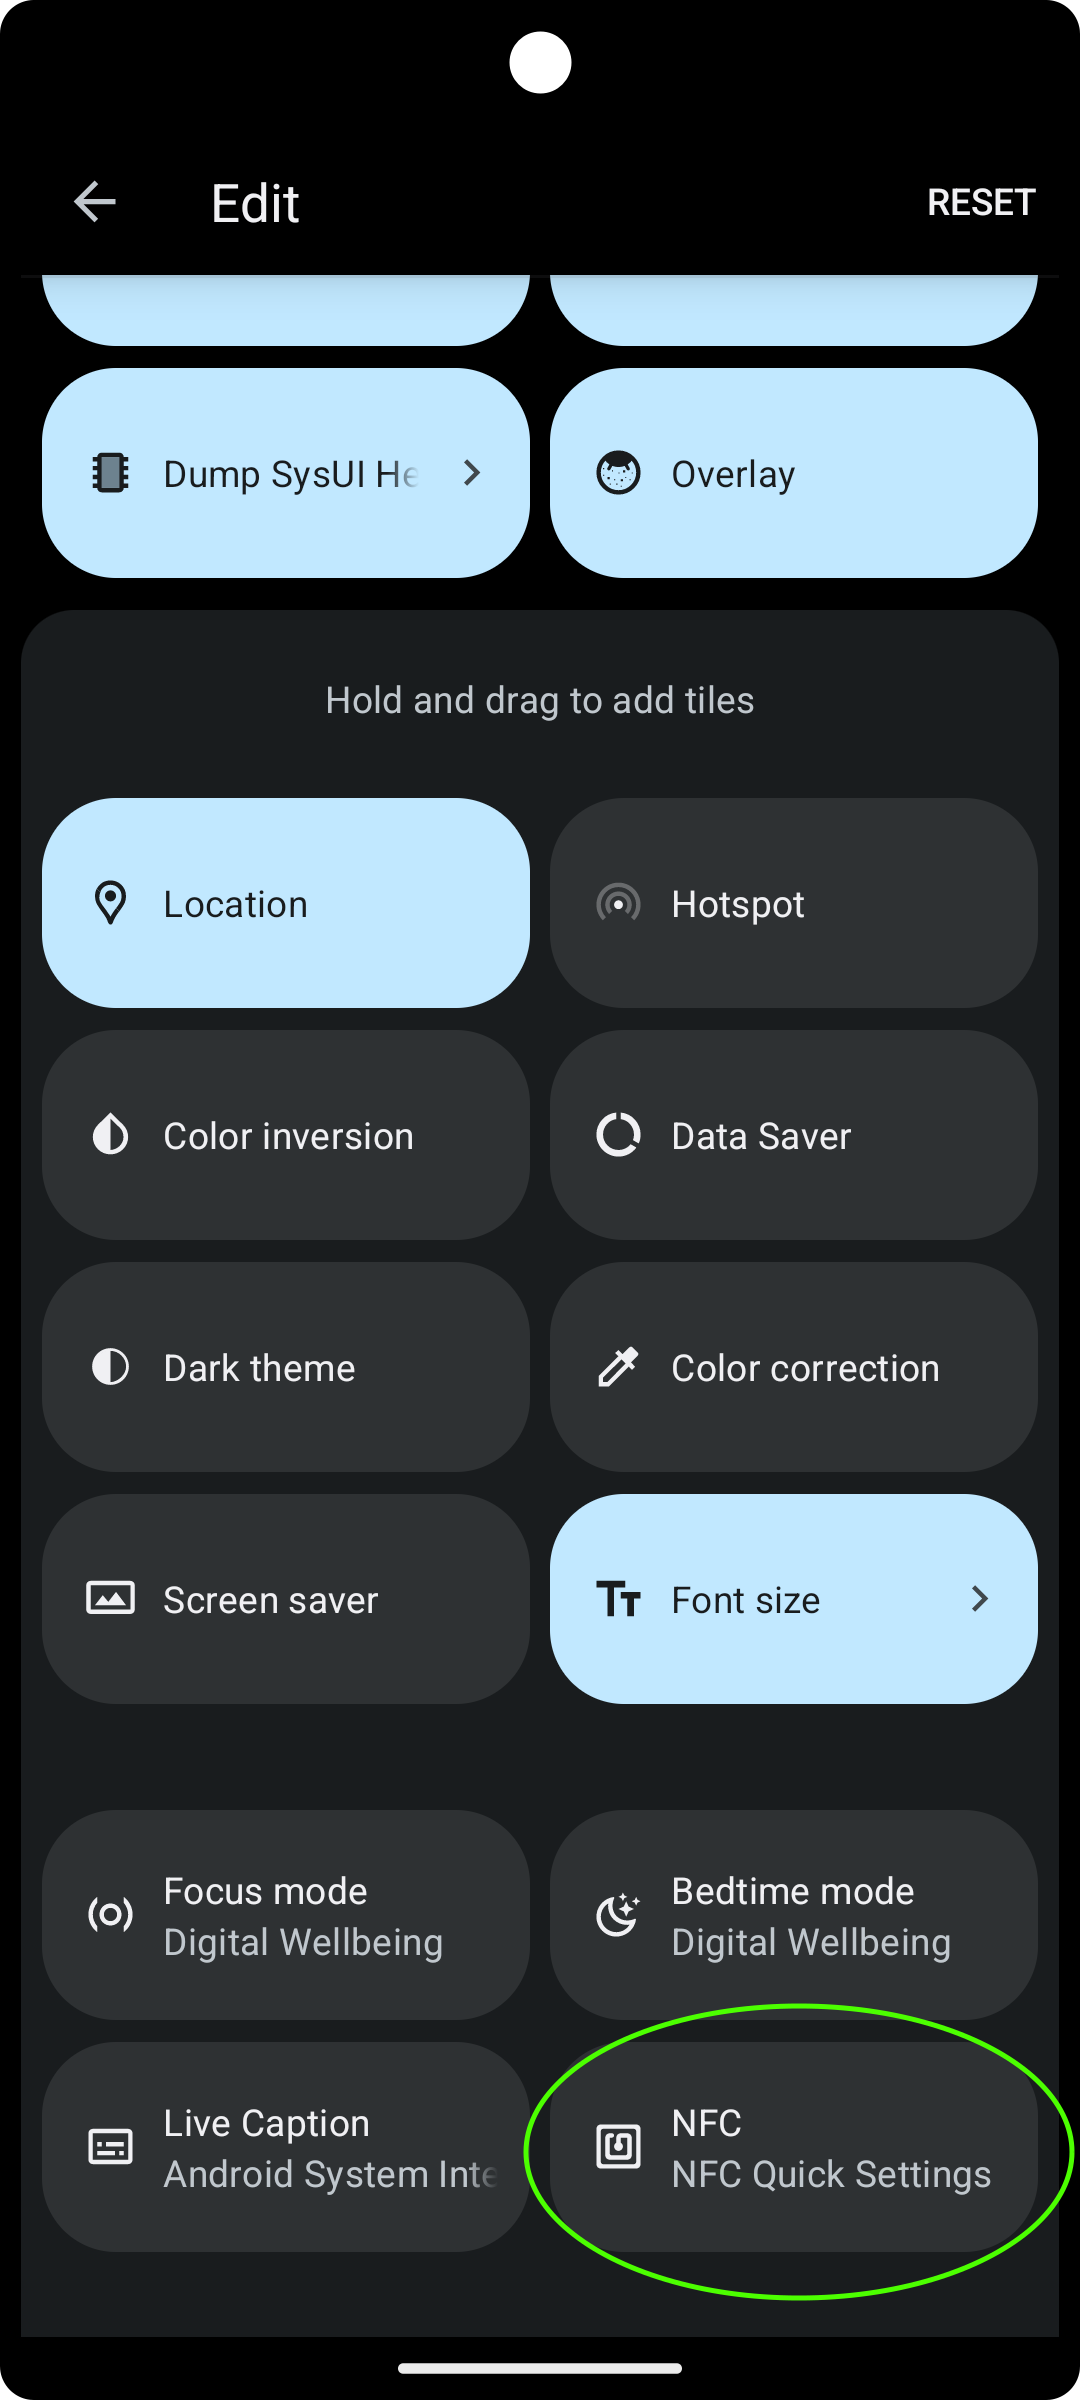 Edit
RESET
Dump SysUI He
Overlay
Hold and drag to add tiles
Location
Hotspot
Color inversion
Data Saver
Dark theme
Color correction
Screen saver
Font size
Focus mode
Digital Wellbeing
Bedtime mode
Digital Wellbeing
Live Caption
Android System Inte
NFC
NFC Quick Settings